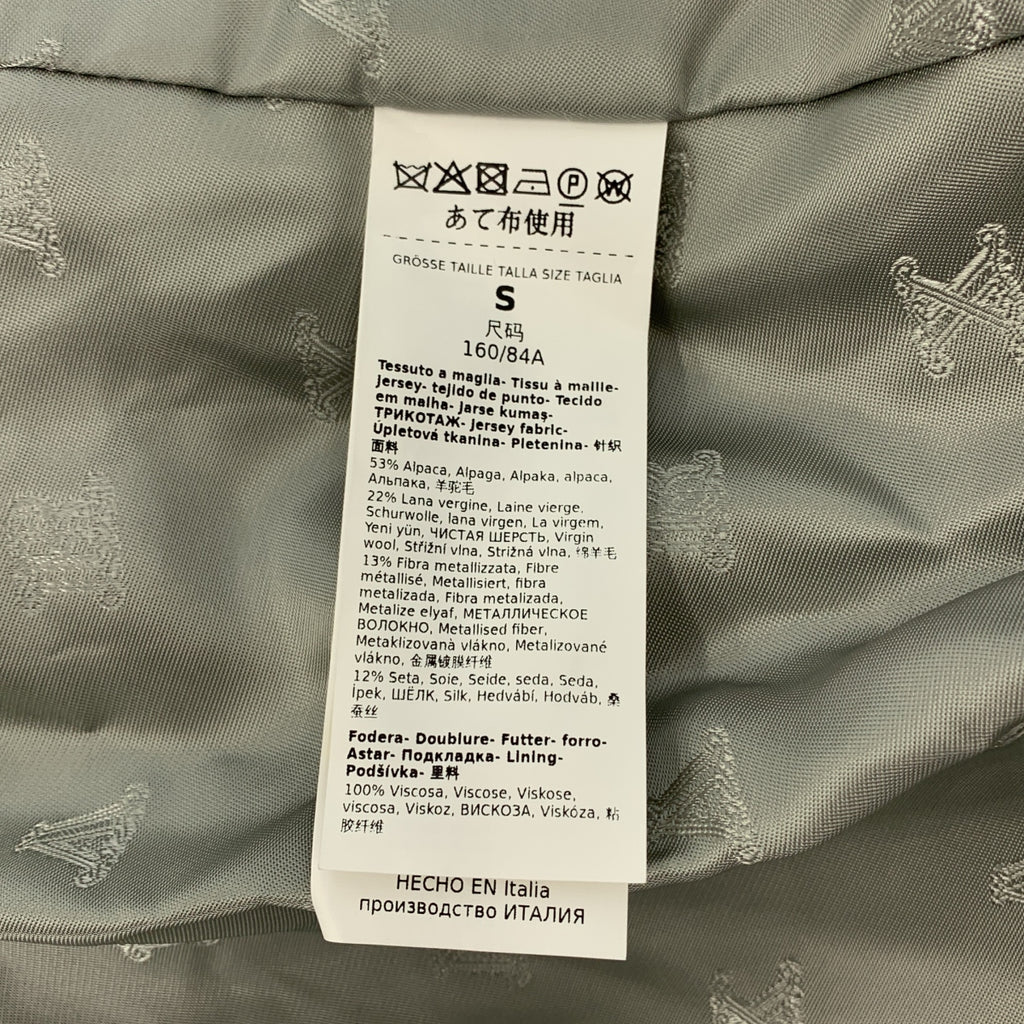 P W
あて布使用
GRÖSSE TAILLE TALLA SIZE TAGLIA
S
尺码
160/84A
Tessuto a maglia- Tissu à maille-
Jersey- tejido de punto- Tecido
em malha- Jarse kumaş-
ТРИКОТАЖ- Jersey fabric-
Úpletová tkanina- Pletenina- 针织
面料
53% Alpaca, Alpaga, Alpaka, alpaca,
Альпака, 羊驼毛
22% Lana vergine, Laine vierge,
Schurwolle, lana virgen, La virgem,
Yeni yün, ЧИСТАЯ ШЕРСТЬ, Virgin
wool, Střižní vlna, Strižná vlna, 绵羊毛
13% Fibra metallizzata, Fibre
métallisé, Metallisiert, fibra
metalizada, Fibra metalizada,
Metalize elyaf, МЕТАЛЛИЧЕСКОЕ
ВОЛОКНО, Metallised fiber,
Metaklizovanà vlákno, Metalizované
vlákno, 金属镀膜纤维
12% Seta, Soie, Seide, seda, Seda,
İpek, ШЁЛК, Silk, Hedvábí, Hodváb, 桑
蚕丝
Fodera- Doublure- Futter- forro-
Astar- Подкладка- Lining-
Podšívka- 里料
100% Viscosa, Viscose, Viskose,
viscosa, Viskoz, ВИСКОЗА, Viskóza, 粘
胶纤维
HECHO EN Italia
производство ИТАЛИЯ